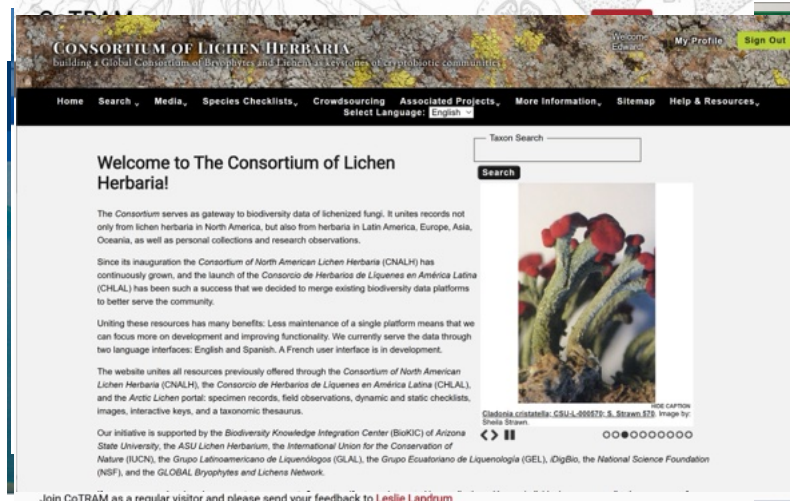 CoTRAM
CONSORTIUM OF LICHEN HERBARIA
building a Global Consortium of Bryophytes and Lichens as keystones of cryptobiotic communities
Welcome
Edward!
My Profile
Sign Out
Home Search Media Species Checklists Crowdsourcing Associated Projects More Information Sitemap Help & Resources
Select Language: English
Welcome to The Consortium of Lichen
Herbaria!
The Consortium serves as gateway to biodiversity data of lichenized fungi. It unites records not
only from lichen herbaria in North America, but also from herbaria in Latin America, Europe, Asia,
Oceania, as well as personal collections and research observations.
Since its inauguration the Consortium of North American Lichen Herbaria (CNALH) has
continuously grown, and the launch of the Consorcio de Herbarios de Líquenes en América Latina
(CHLAL) has been such a success that we decided to merge existing biodiversity data platforms
to better serve the community.
Uniting these resources has many benefits: Less maintenance of a single platform means that we
can focus more on development and improving functionality. We currently serve the data through
two language interfaces: English and Spanish. A French user interface is in development.
The website unites all resources previously offered through the Consortium of North American
Lichen Herbaria (CNALH), the Consorcio de Herbarios de Líquenes en América Latina (CHLAL),
and the Arctic Lichen portal: specimen records, field observations, dynamic and static checklists,
images, interactive keys, and a taxonomic thesaurus.
Our initiative is supported by the Biodiversity Knowledge Integration Center (BioKIC) of Arizona
State University, the ASU Lichen Herbarium, the International Union for the Conservation of
Nature (IUCN), the Grupo Latinoamericano de Liquenólogos (GLAL), the Grupo Ecuatoriano de Liquenología (GEL), iDigBio, the National Science Foundation
(NSF), and the GLOBAL Bryophytes and Lichens Network.
Taxon Search
Search
HIDE CAPTION
Cladonia cristatella; CSU-L-000570; S. Strawn 570. Image by:
Sheila Strawn.
Join CoTRAM as a regular visitor and please send your feedback to Leslie Landrum